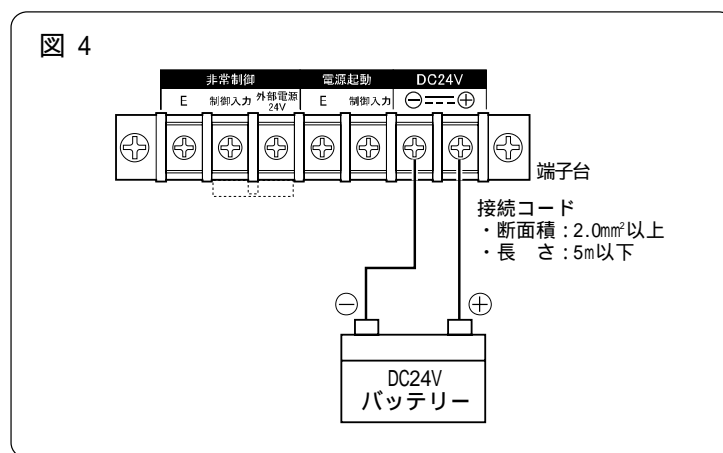 図 4
非常制御 電源起動 DC24V
E 制御入力 外部電源 24V E 制御入力 ⊖ ⊕
端子台
接続コード
・断面積：2.0mm²以上
・長 さ：5m以下
⊖ ⊕
DC24V
バッテリー